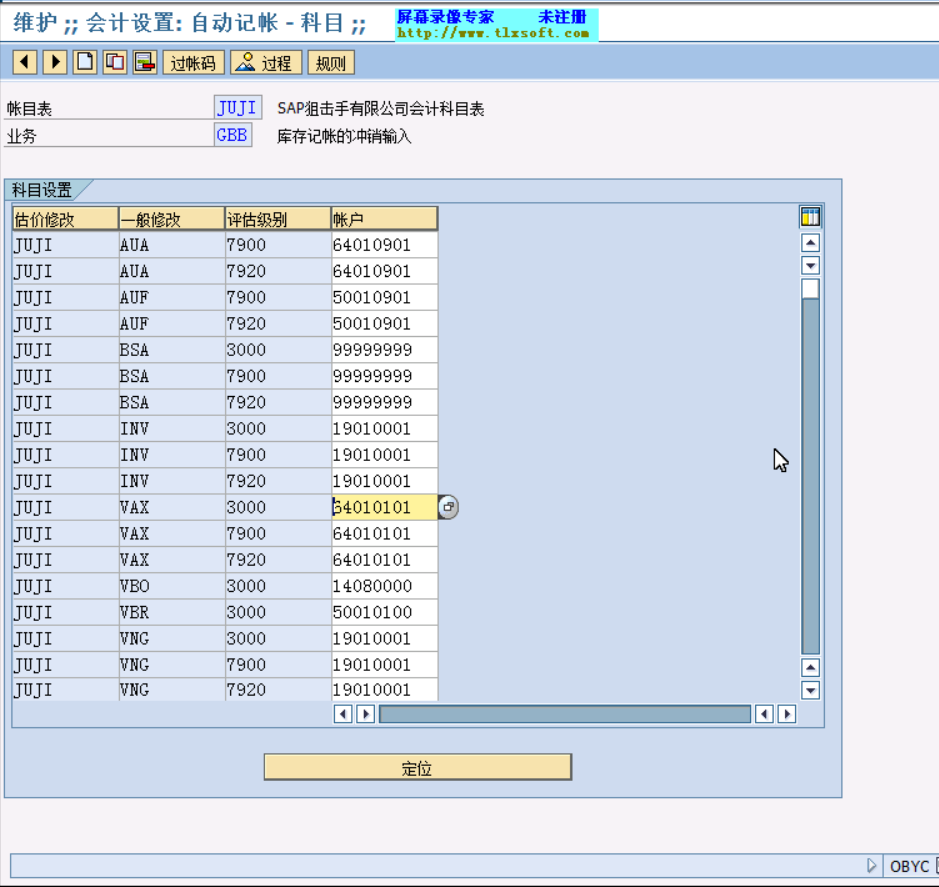 维护 ;; 会计设置: 自动记帐 - 科目 ;;
屏幕录像专家 未注册
http://www.tlxsoft.com
过帐码 过程 规则
帐目表 JUJI SAP狙击手有限公司会计科目表
业务 GBB 库存记帐的冲销输入
科目设置
估价修改 一般修改 评估级别 帐户
JUJI AUA 7900 64010901
JUJI AUA 7920 64010901
JUJI AUF 7900 50010901
JUJI AUF 7920 50010901
JUJI BSA 3000 99999999
JUJI BSA 7900 99999999
JUJI BSA 7920 99999999
JUJI INV 3000 19010001
JUJI INV 7900 19010001
JUJI INV 7920 19010001
JUJI VAX 3000 64010101
JUJI VAX 7900 64010101
JUJI VAX 7920 64010101
JUJI VBO 3000 14080000
JUJI VBR 3000 50010100
JUJI VNG 3000 19010001
JUJI VNG 7900 19010001
JUJI VNG 7920 19010001
定位
OBYC